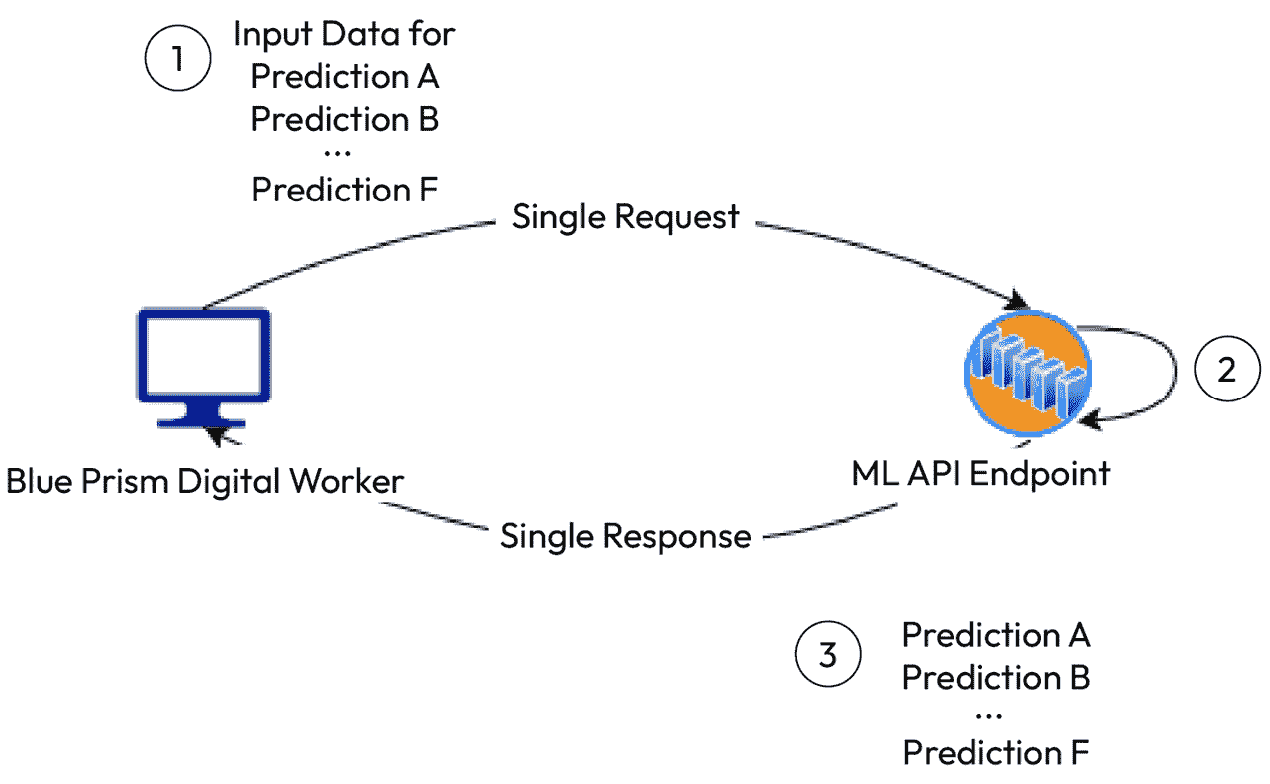 1
Input Data for
Prediction A
Prediction B
...
Prediction F
Single Request
2
Blue Prism Digital Worker
ML API Endpoint
Single Response
3
Prediction A
Prediction B
...
Prediction F